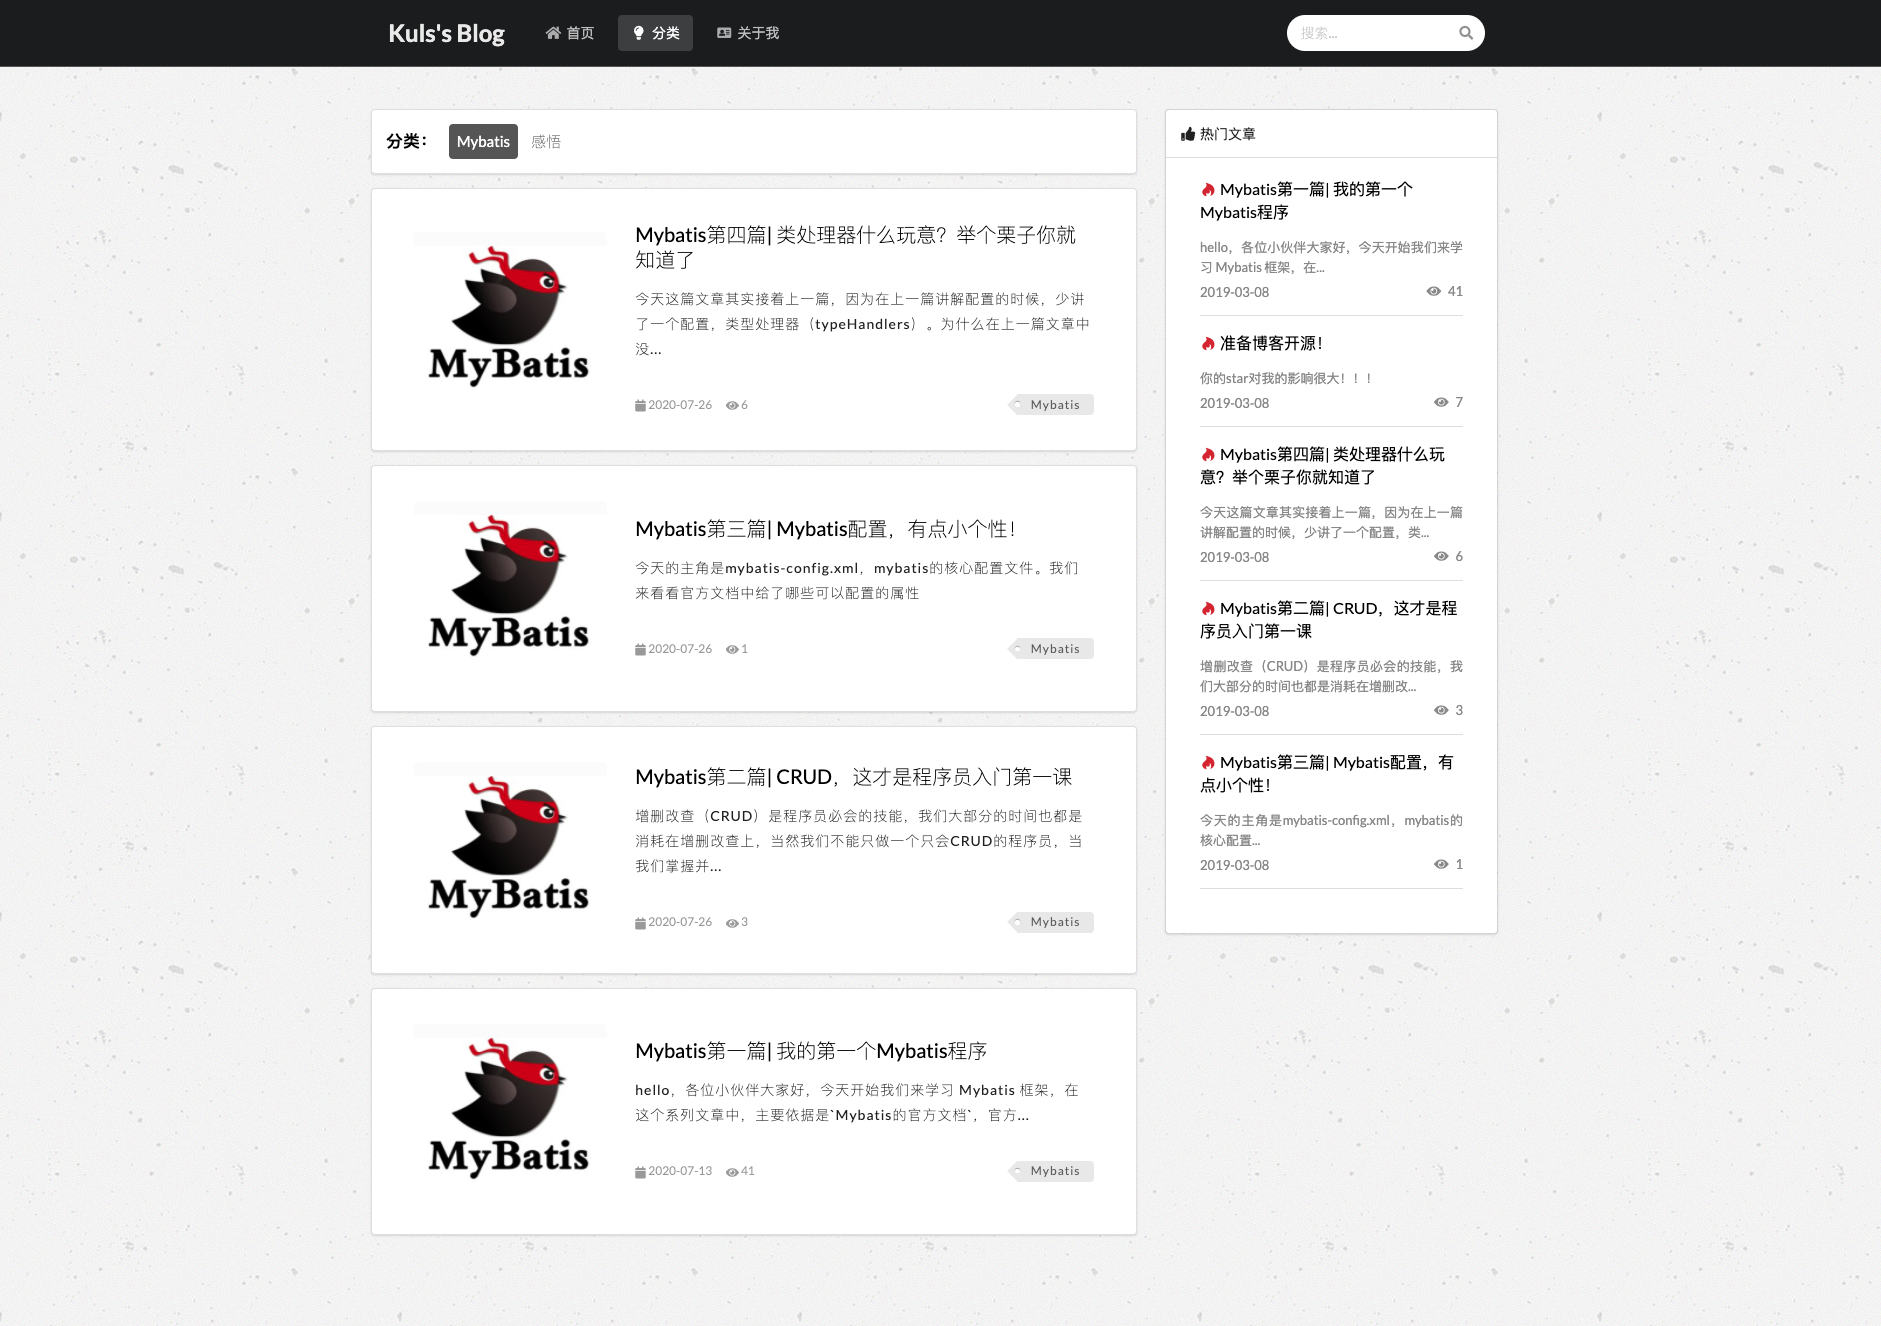 Kuls's Blog
首页
分类
关于我
搜索...
分类：
Mybatis
感悟
MyBatis
Mybatis第四篇| 类处理器什么玩意？举个栗子你就
知道了
今天这篇文章其实接着上一篇，因为在上一篇讲解配置的时候，少讲
了一个配置，类型处理器（typeHandlers）。为什么在上一篇文章中
没...
2020-07-26
6
Mybatis
MyBatis
Mybatis第三篇| Mybatis配置，有点小个性！
今天的主角是mybatis-config.xml，mybatis的核心配置文件。我们
来看看官方文档中给了哪些可以配置的属性
2020-07-26
1
Mybatis
MyBatis
Mybatis第二篇| CRUD，这才是程序员入门第一课
增删改查（CRUD）是程序员必会的技能，我们大部分的时间也都是
消耗在增删改查上，当然我们不能只做一个只会CRUD的程序员，当
我们掌握并...
2020-07-26
3
Mybatis
MyBatis
Mybatis第一篇| 我的第一个Mybatis程序
hello，各位小伙伴大家好，今天开始我们来学习 Mybatis 框架，在
这个系列文章中，主要依据是`Mybatis的官方文档`，官方...
2020-07-13
41
Mybatis
热门文章
Mybatis第一篇| 我的第一个
Mybatis程序
hello，各位小伙伴大家好，今天开始我们来学
习 Mybatis 框架，在...
2019-03-08
41
准备博客开源！
你的star对我的影响很大！！！
2019-03-08
7
Mybatis第四篇| 类处理器什么玩
意？举个栗子你就知道了
今天这篇文章其实接着上一篇，因为在上一篇
讲解配置的时候，少讲了一个配置，类...
2019-03-08
6
Mybatis第二篇| CRUD，这才是程
序员入门第一课
增删改查（CRUD）是程序员必会的技能，我
们大部分的时间也都是消耗在增删改...
2019-03-08
3
Mybatis第三篇| Mybatis配置，有
点小个性！
今天的主角是mybatis-config.xml，mybatis的
核心配置...
2019-03-08
1